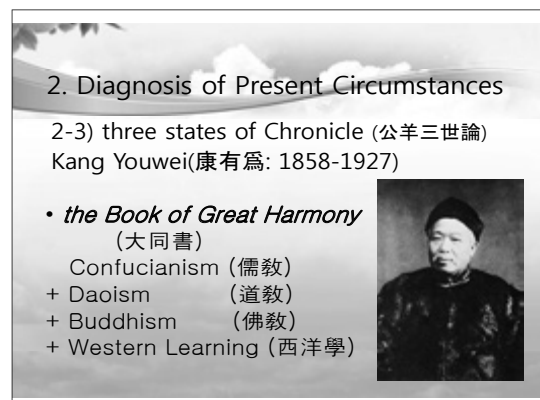 2. Diagnosis of Present Circumstances
2-3) three states of Chronicle (公羊三世論)
Kang Youwei(康有爲: 1858-1927)
• the Book of Great Harmony
(大同書)
Confucianism (儒敎)
+ Daoism (道敎)
+ Buddhism (佛敎)
+ Western Learning (西洋學)